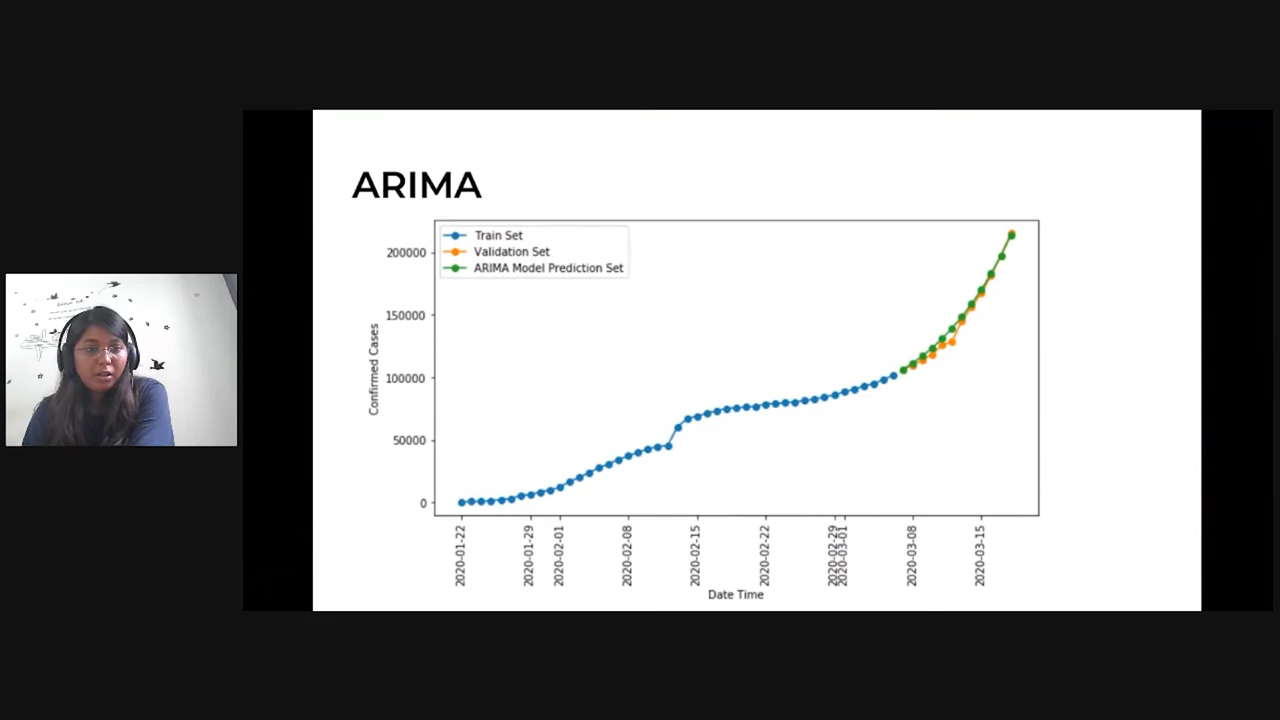 ARIMA
Train Set
Validation Set
ARIMA Model Prediction Set
200000
150000
100000
50000
0
Confirmed Cases
2020-01-22
2020-01-29
2020-02-01
2020-02-08
2020-02-15
2020-02-22
2020-02-29
2020-03-01
2020-03-08
2020-03-15
Date Time